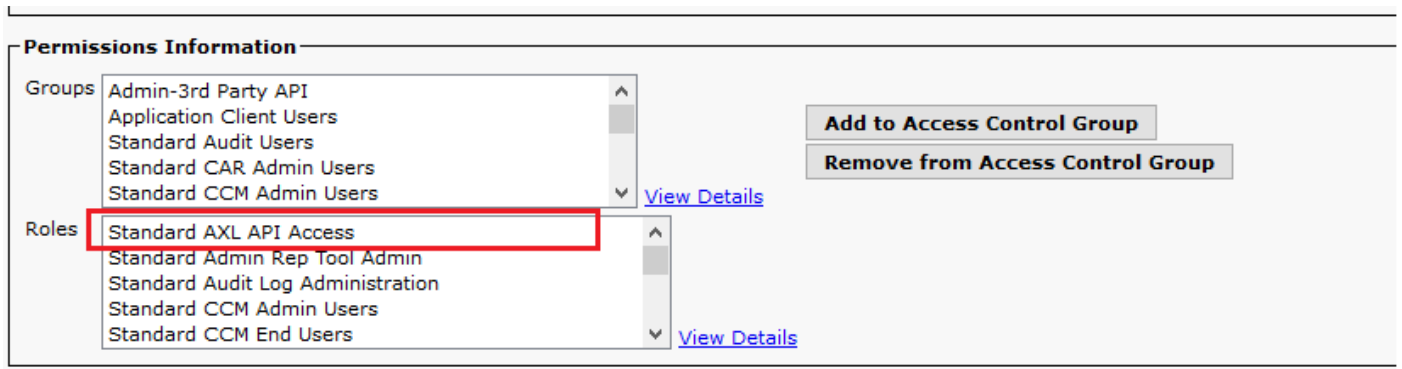 Permissions Information
Groups
Admin-3rd Party API
Application Client Users
Standard Audit Users
Standard CAR Admin Users
Standard CCM Admin Users
View Details
Add to Access Control Group
Remove from Access Control Group
Roles
Standard AXL API Access
Standard Admin Rep Tool Admin
Standard Audit Log Administration
Standard CCM Admin Users
Standard CCM End Users
View Details